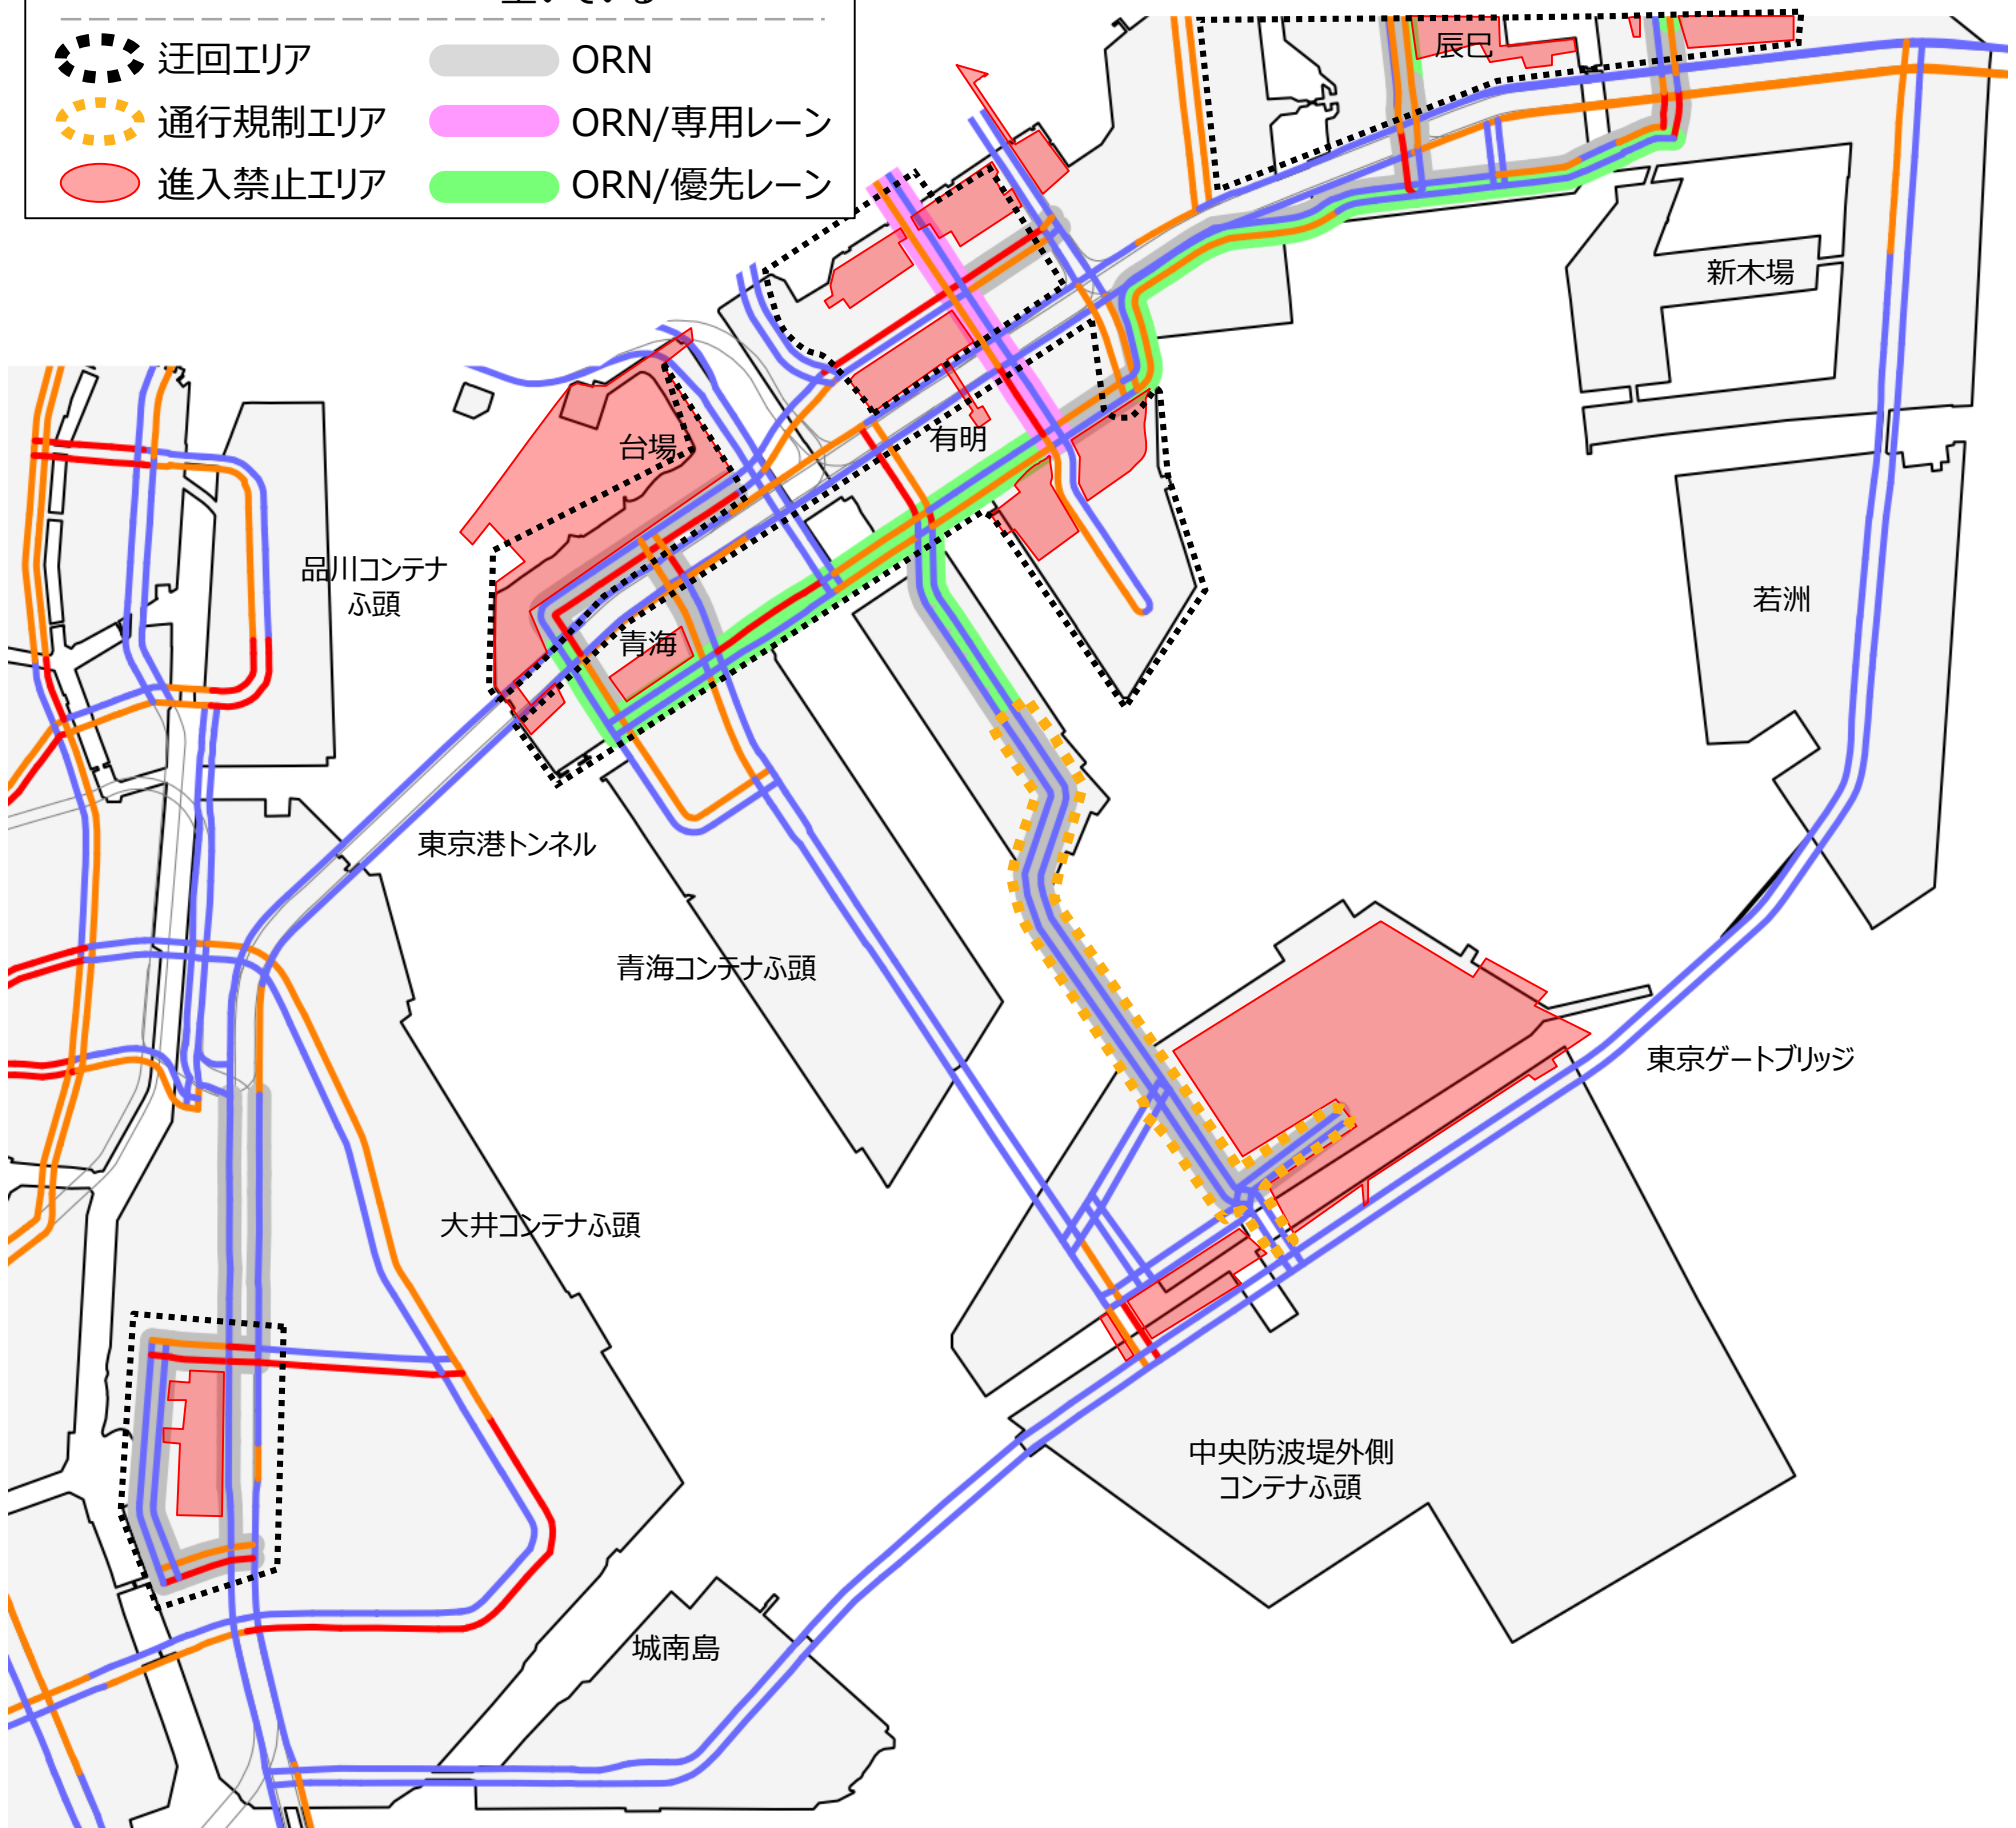 空いている
迂回エリア
ORN
通行規制エリア
ORN/専用レーン
進入禁止エリア
ORN/優先レーン
辰巳
新木場
台場
有明
品川コンテナ
ふ頭
若洲
青海
東京港トンネル
青海コンテナふ頭
東京ゲートブリッジ
大井コンテナふ頭
中央防波堤外側
コンテナふ頭
城南島